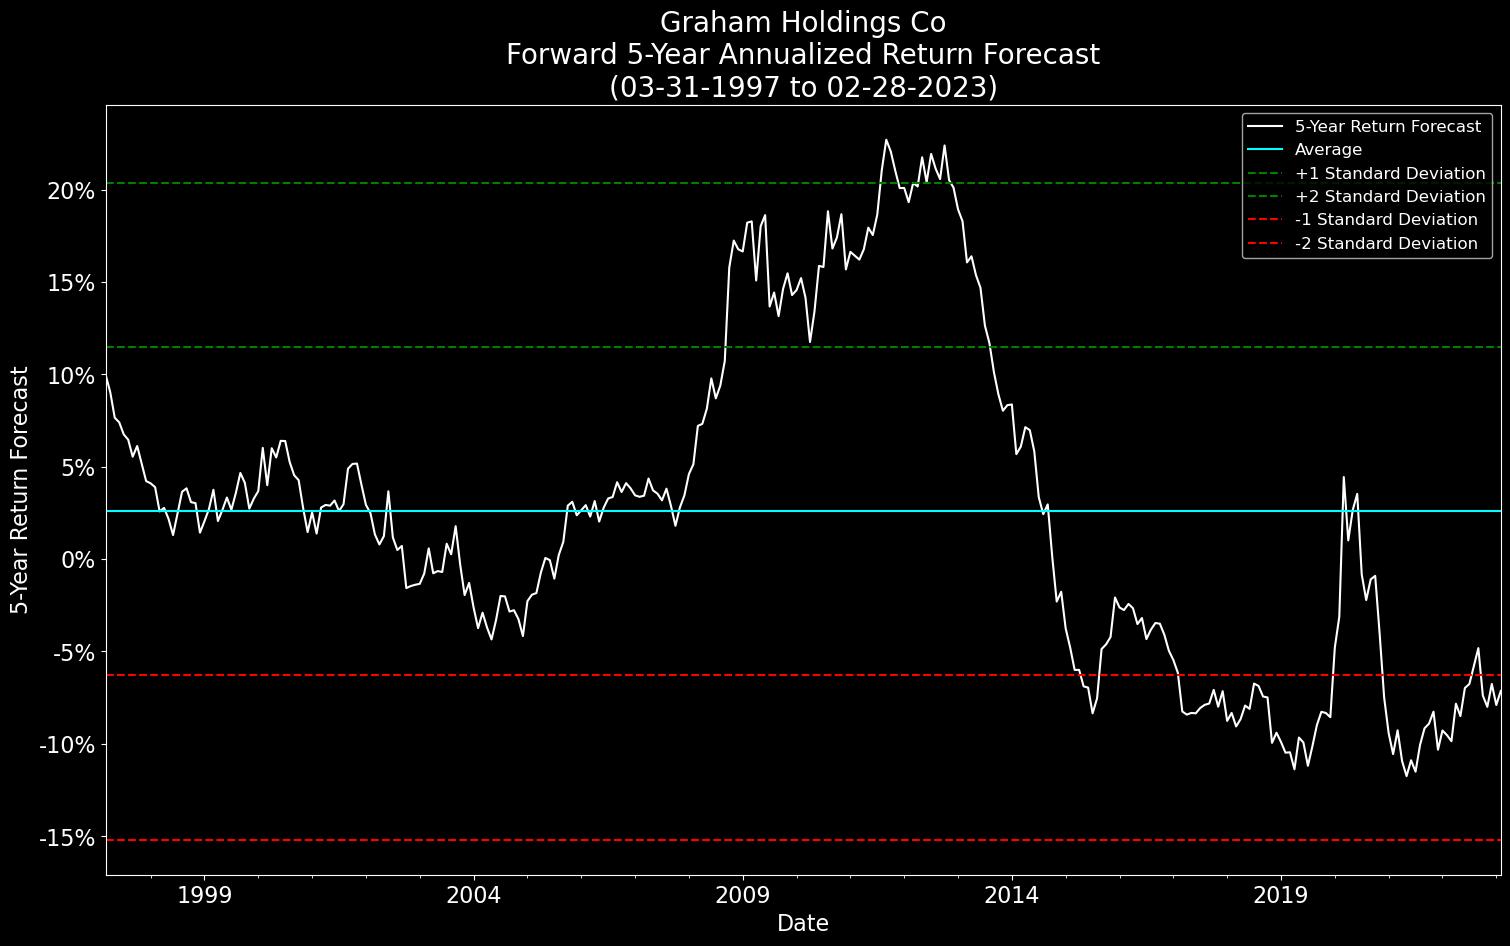 Graham Holdings Co
Forward 5-Year Annualized Return Forecast
(03-31-1997 to 02-28-2023)
5-Year Return Forecast
Average
+1 Standard Deviation
+2 Standard Deviation
-1 Standard Deviation
-2 Standard Deviation
5-Year Return Forecast
20%
15%
10%
5%
0%
-5%
-10%
-15%
1999 2004 2009 2014 2019
Date